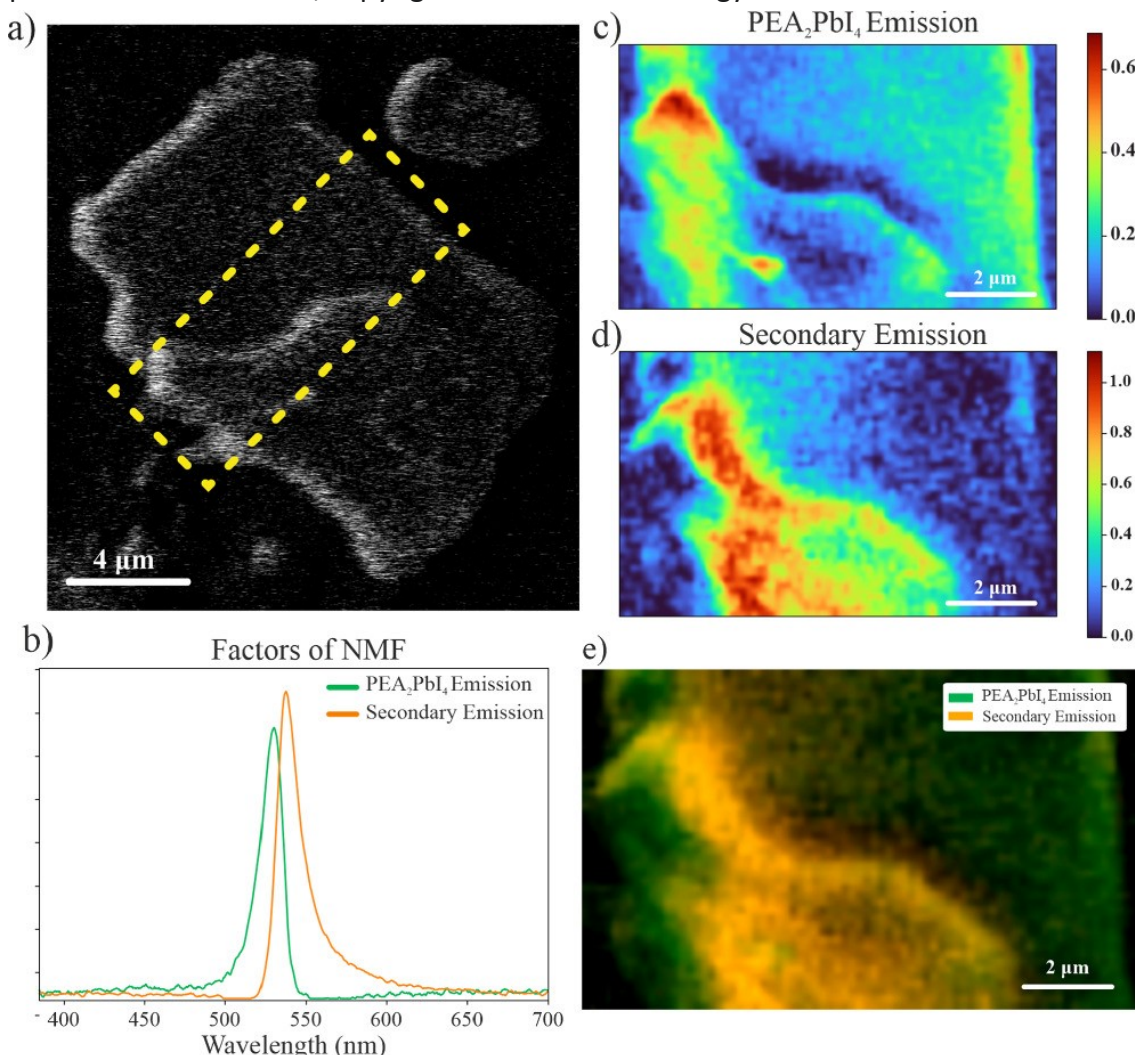 a)
4 µm
b)
Factors of NMF
PEA₂PbI₄ Emission
Secondary Emission
400 450 500 550 600 650 700
Wavelength (nm)
c)
PEA₂PbI₄ Emission
0.6
0.4
0.2
0.0
2 µm
d)
Secondary Emission
1.0
0.8
0.6
0.4
0.2
0.0
2 µm
e)
PEA₂PbI₄ Emission
Secondary Emission
2 µm